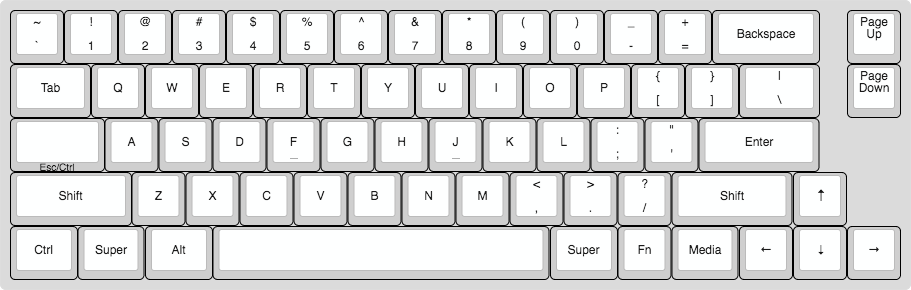 ~ ! @ # $ % ^ & * ( ) _ + Backspace Page Up
` 1 2 3 4 5 6 7 8 9 0 - =
Tab Q W E R T Y U I O P { } | Page Down
[ ] \
A S D F G H J K L : " Enter
_ _ ; '
Esc/Ctrl
Shift Z X C V B N M < > ? Shift ↑
, . /
Ctrl Super Alt Super Fn Media ← ↓ →